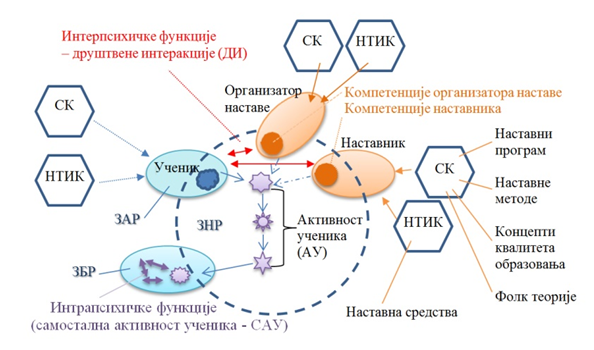 Интерпсихичке функције
– друштвене интеракције (ДИ)
СК
НТИК
Организатор
наставе
Компетенције организатора наставе
Компетенције наставника
СК
НТИК
Ученик
Наставник
СК
НТИК
Наставни
програм
Наставне
методе
Концепти
квалитета
образовања
Фолк теорије
Наставна средства
ЗАР
ЗНР
Активност
ученика
(АУ)
ЗБР
Интрапсихичке функције
(самостална активност ученика - САУ)